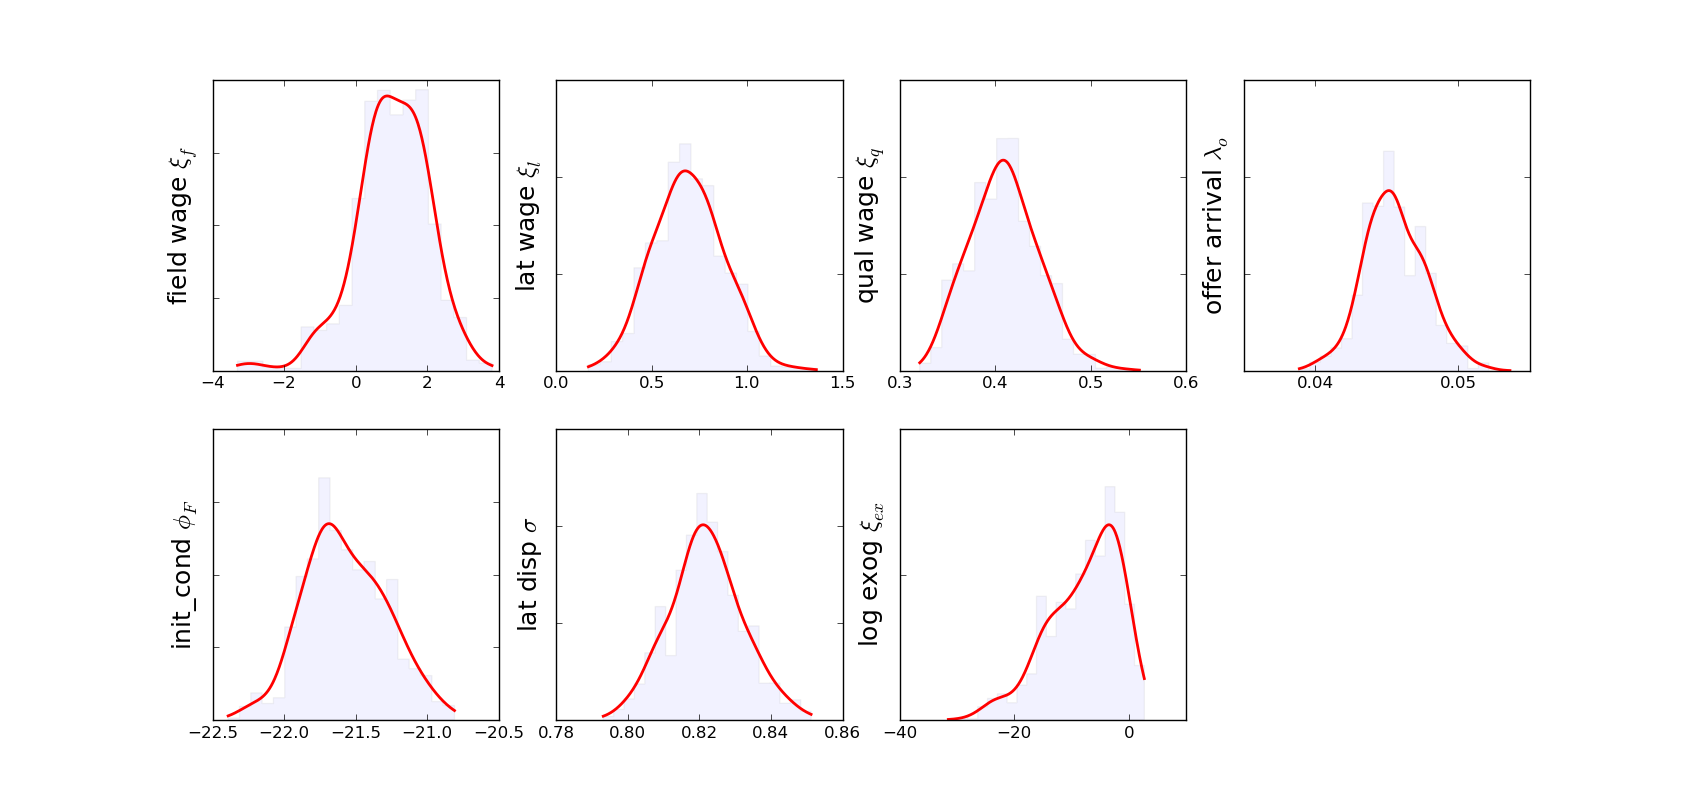 field wage ξ_f
−4 −2 0 2 4
lat wage ξ_l
0.0 0.5 1.0 1.5
qual wage ξ_q
0.3 0.4 0.5 0.6
offer arrival λ_o
0.04 0.05
init_cond ϕ_F
−22.5 −22.0 −21.5 −21.0 −20.5
lat disp σ
0.78 0.80 0.82 0.84 0.86
log exog ξ_ex
−40 −20 0